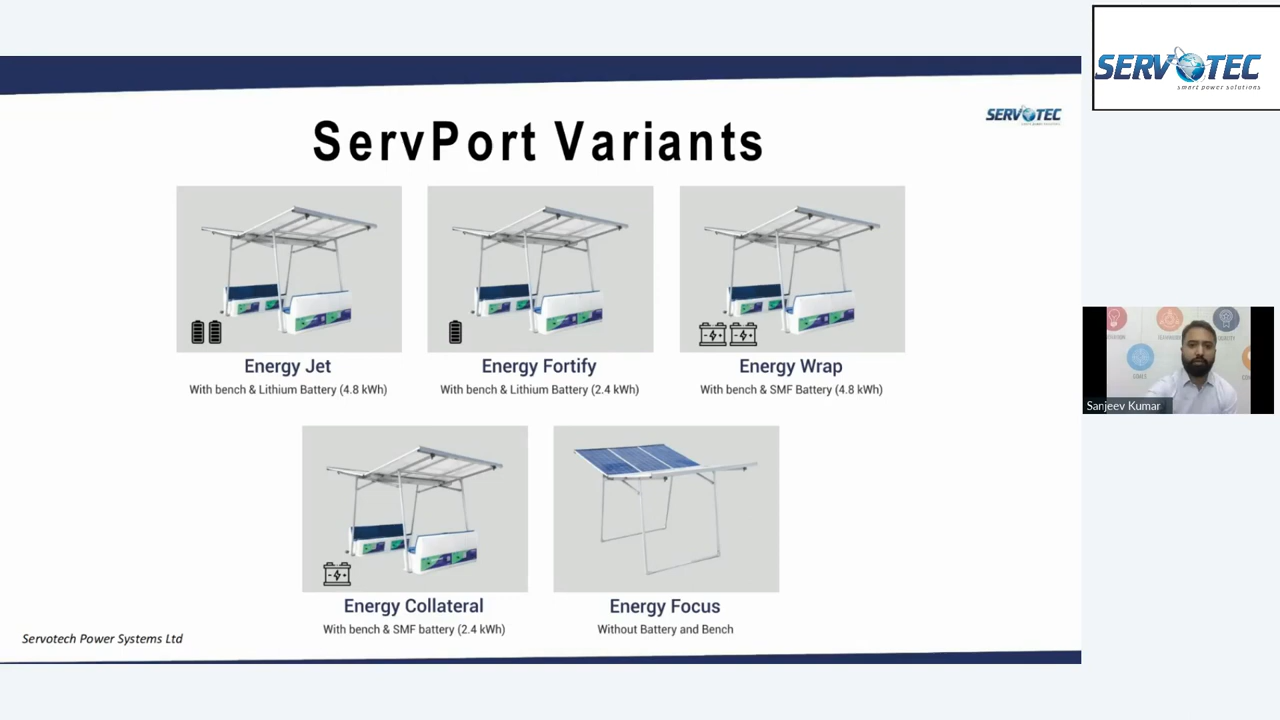 SERVOTEC
smart power solutions
SERVOTEC
ServPort Variants
Energy Jet
With bench & Lithium Battery (4.8 kWh)
Energy Fortify
With bench & Lithium Battery (2.4 kWh)
Energy Wrap
With bench & SMF Battery (4.8 kWh)
Energy Collateral
With bench & SMF battery (2.4 kWh)
Energy Focus
Without Battery and Bench
Servotech Power Systems Ltd
Sanjeev Kumar